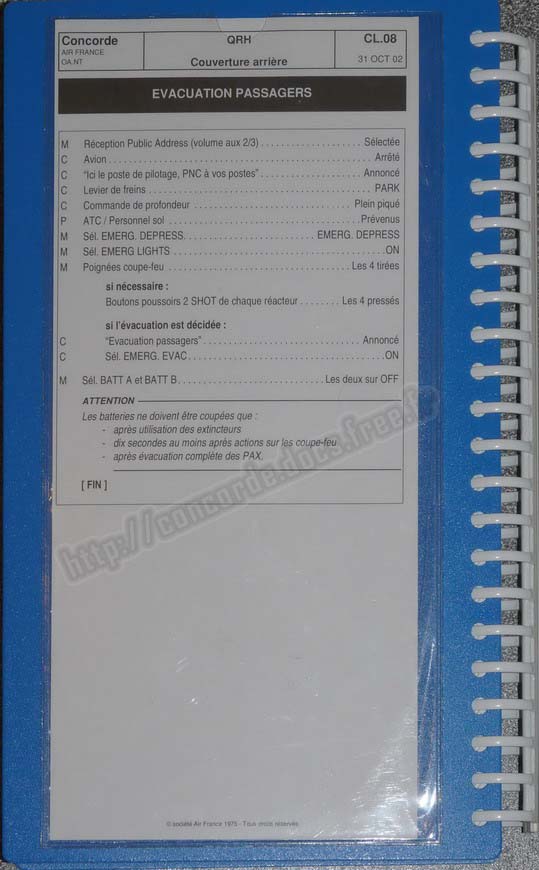 Concorde QRH CL.08
AIR FRANCE
OA.NT Couverture arrière 31 OCT 02
EVACUATION PASSAGERS
M Réception Public Address (volume aux 2/3) . . . . . . . . . . . . . . . . . . . . Sélectée
C Avion . . . . . . . . . . . . . . . . . . . . Arrêté
C "Ici le poste de pilotage, PNC à vos postes" . . . . . . . . . . . . . . . . . . . . Annoncé
C Levier de freins . . . . . . . . . . . . . . . . . . . . PARK
C Commande de profondeur . . . . . . . . . . . . . . . . . . . . Plein piqué
P ATC / Personnel sol . . . . . . . . . . . . . . . . . . . . Prévenus
M Sél. EMERG. DEPRESS. . . . . . . . . . . . . . . . . . . . EMERG. DEPRESS
M Sél. EMERG LIGHTS . . . . . . . . . . . . . . . . . . . . ON
M Poignées coupe-feu . . . . . . . . . . . . . . . . . . . . Les 4 tirées
si nécessaire :
Boutons poussoirs 2 SHOT de chaque réacteur . . . . . . . . Les 4 pressés
si l'évacuation est décidée :
C "Evacuation passagers" . . . . . . . . . . . . . . . . . . . . Annoncé
C Sél. EMERG. EVAC. . . . . . . . . . . . . . . . . . . . ON
M Sél. BATT A et BATT B. . . . . . . . . . . . . . . . . . . . Les deux sur OFF
ATTENTION
Les batteries ne doivent être coupées que :
- après utilisation des extincteurs
- dix secondes au moins après actions sur les coupe-feu
- après évacuation complète des PAX.
[ FIN ]
http://concorde.docs.free.fr
© société Air France 1975 - Tous droits réservés